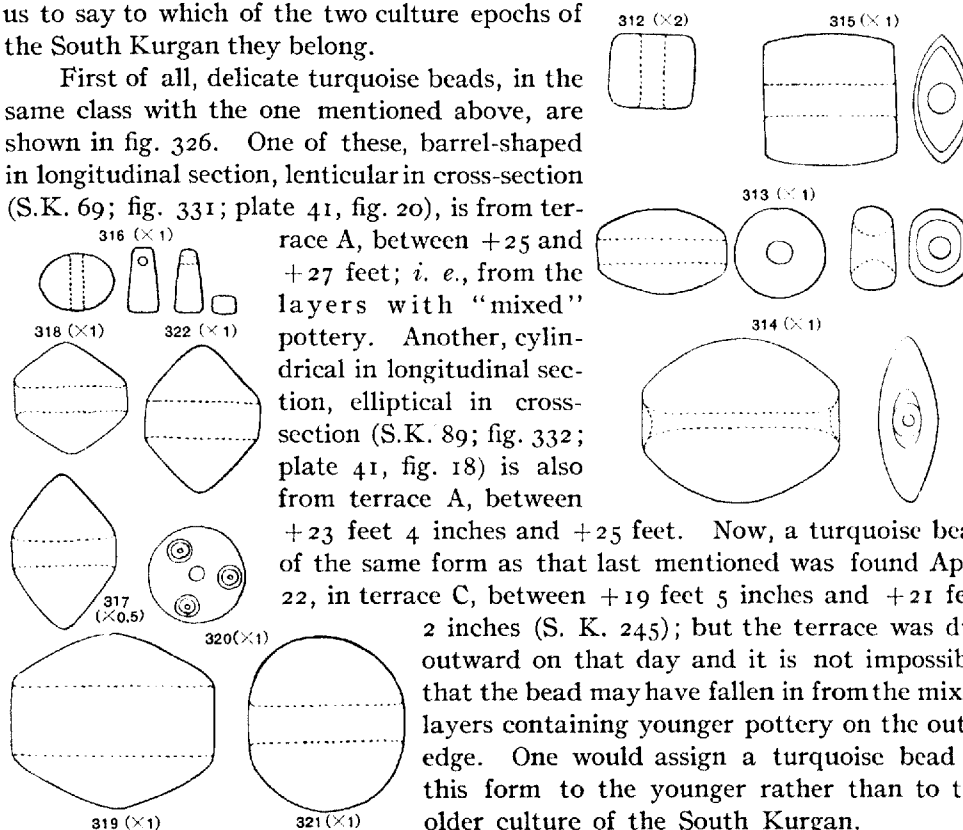 us to say to which of the two culture epochs of
the South Kurgan they belong.
First of all, delicate turquoise beads, in the
same class with the one mentioned above, are
shown in fig. 326. One of these, barrel-shaped
in longitudinal section, lenticular in cross-section
(S.K. 69; fig. 331; plate 41, fig. 20), is from ter-
race A, between +25 and
+27 feet; i. e., from the
layers with “mixed”
pottery. Another, cylin-
drical in longitudinal sec-
tion, elliptical in cross-
section (S.K. 89; fig. 332;
plate 41, fig. 18) is also
from terrace A, between
+23 feet 4 inches and +25 feet. Now, a turquoise bea
of the same form as that last mentioned was found Ap
22, in terrace C, between +19 feet 5 inches and +21 fe
2 inches (S. K. 245); but the terrace was d
outward on that day and it is not impossib
that the bead may have fallen in from the mix
layers containing younger pottery on the out
edge. One would assign a turquoise bead
this form to the younger rather than to t
older culture of the South Kurgan.
312 (×2)
315 (×1)
313 (×1)
316 (×1)
318 (×1)
322 (×1)
314 (×1)
317
(×0.5)
320 (×1)
319 (×1)
321 (×1)